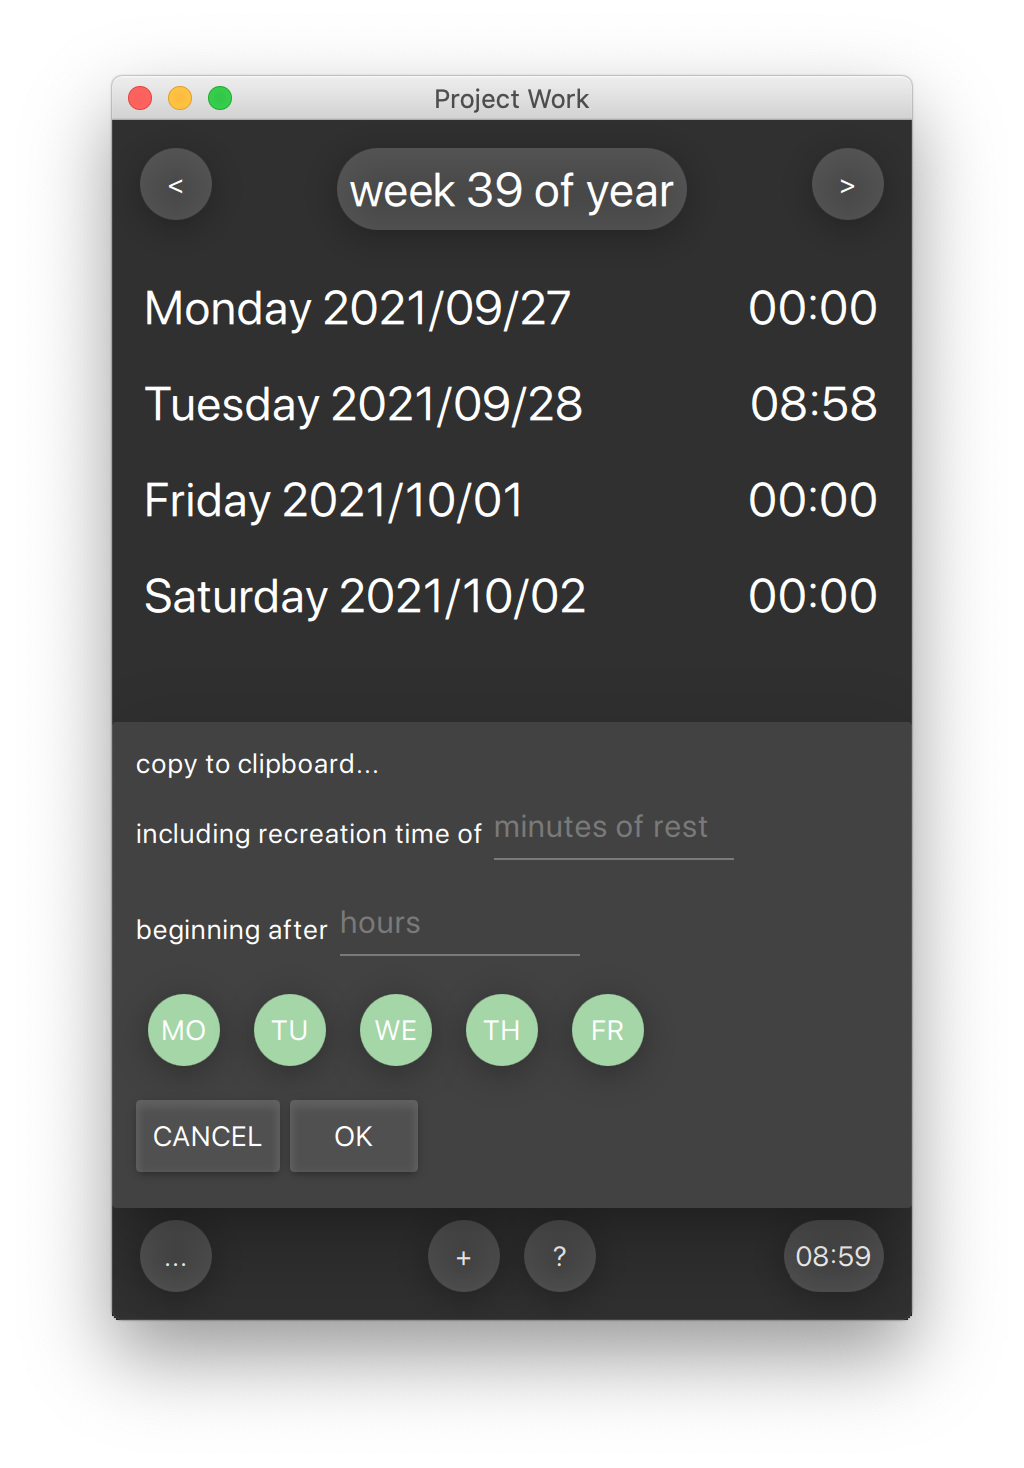 Project Work
< week 39 of year >
Monday 2021/09/27 00:00
Tuesday 2021/09/28 08:58
Friday 2021/10/01 00:00
Saturday 2021/10/02 00:00
copy to clipboard...
including recreation time of minutes of rest
beginning after hours
MO TU WE TH FR
CANCEL OK
... + ? 08:59